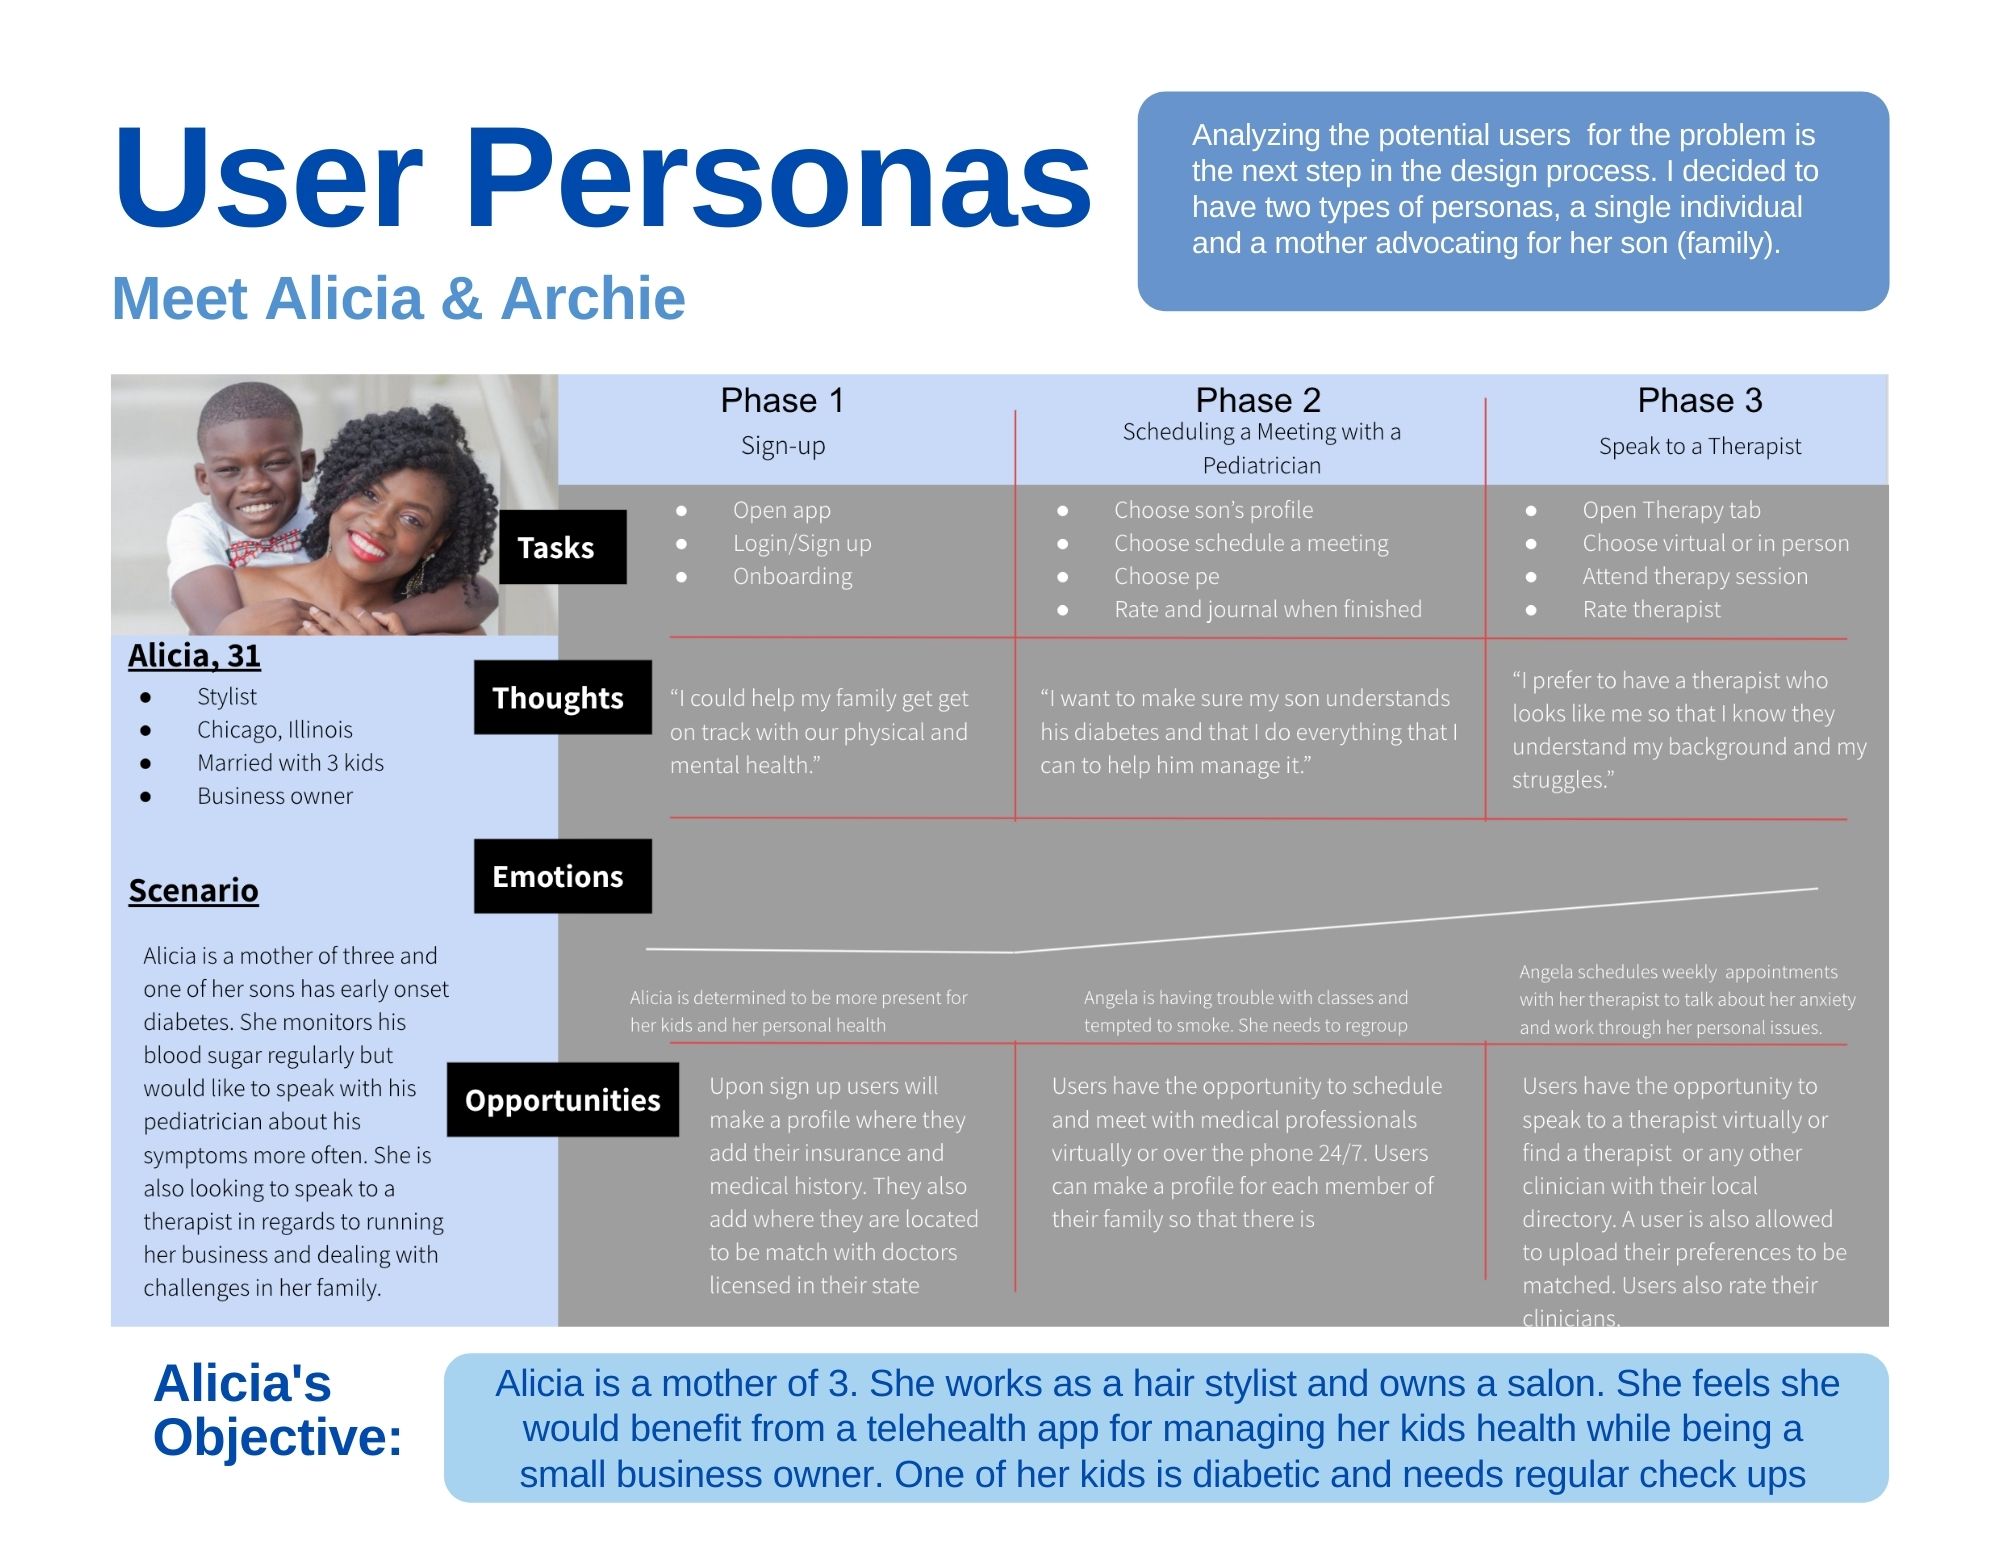 User Personas
Meet Alicia & Archie
Analyzing the potential users  for the problem is
the next step in the design process. I decided to
have two types of personas, a single individual
and a mother advocating for her son (family).
Phase 1
Sign-up
Phase 2
Scheduling a Meeting with a
Pediatrician
Phase 3
Speak to a Therapist
Tasks
● Open app
● Login/Sign up
● Onboarding
● Choose son’s profile
● Choose schedule a meeting
● Choose pe
● Rate and journal when finished
● Open Therapy tab
● Choose virtual or in person
● Attend therapy session
● Rate therapist
Alicia, 31
● Stylist
● Chicago, Illinois
● Married with 3 kids
● Business owner
Thoughts
“I could help my family get get
on track with our physical and
mental health.”
“I want to make sure my son understands
his diabetes and that I do everything that I
can to help him manage it.”
“I prefer to have a therapist who
looks like me so that I know they
understand my background and my
struggles.”
Scenario
Alicia is a mother of three and
one of her sons has early onset
diabetes. She monitors his
blood sugar regularly but
would like to speak with his
pediatrician about his
symptoms more often. She is
also looking to speak to a
therapist in regards to running
her business and dealing with
challenges in her family.
Emotions
Alicia is determined to be more present for
her kids and her personal health
Angela is having trouble with classes and
tempted to smoke. She needs to regroup
Angela schedules weekly  appointments
with her therapist to talk about her anxiety
and work through her personal issues.
Opportunities
Upon sign up users will
make a profile where they
add their insurance and
medical history. They also
add where they are located
to be match with doctors
licensed in their state
Users have the opportunity to schedule
and meet with medical professionals
virtually or over the phone 24/7. Users
can make a profile for each member of
their family so that there is
Users have the opportunity to
speak to a therapist virtually or
find a therapist  or any other
clinician with their local
directory. A user is also allowed
to upload their preferences to be
matched. Users also rate their
clinicians.
Alicia's
Objective:
Alicia is a mother of 3. She works as a hair stylist and owns a salon. She feels she
would benefit from a telehealth app for managing her kids health while being a
small business owner. One of her kids is diabetic and needs regular check ups